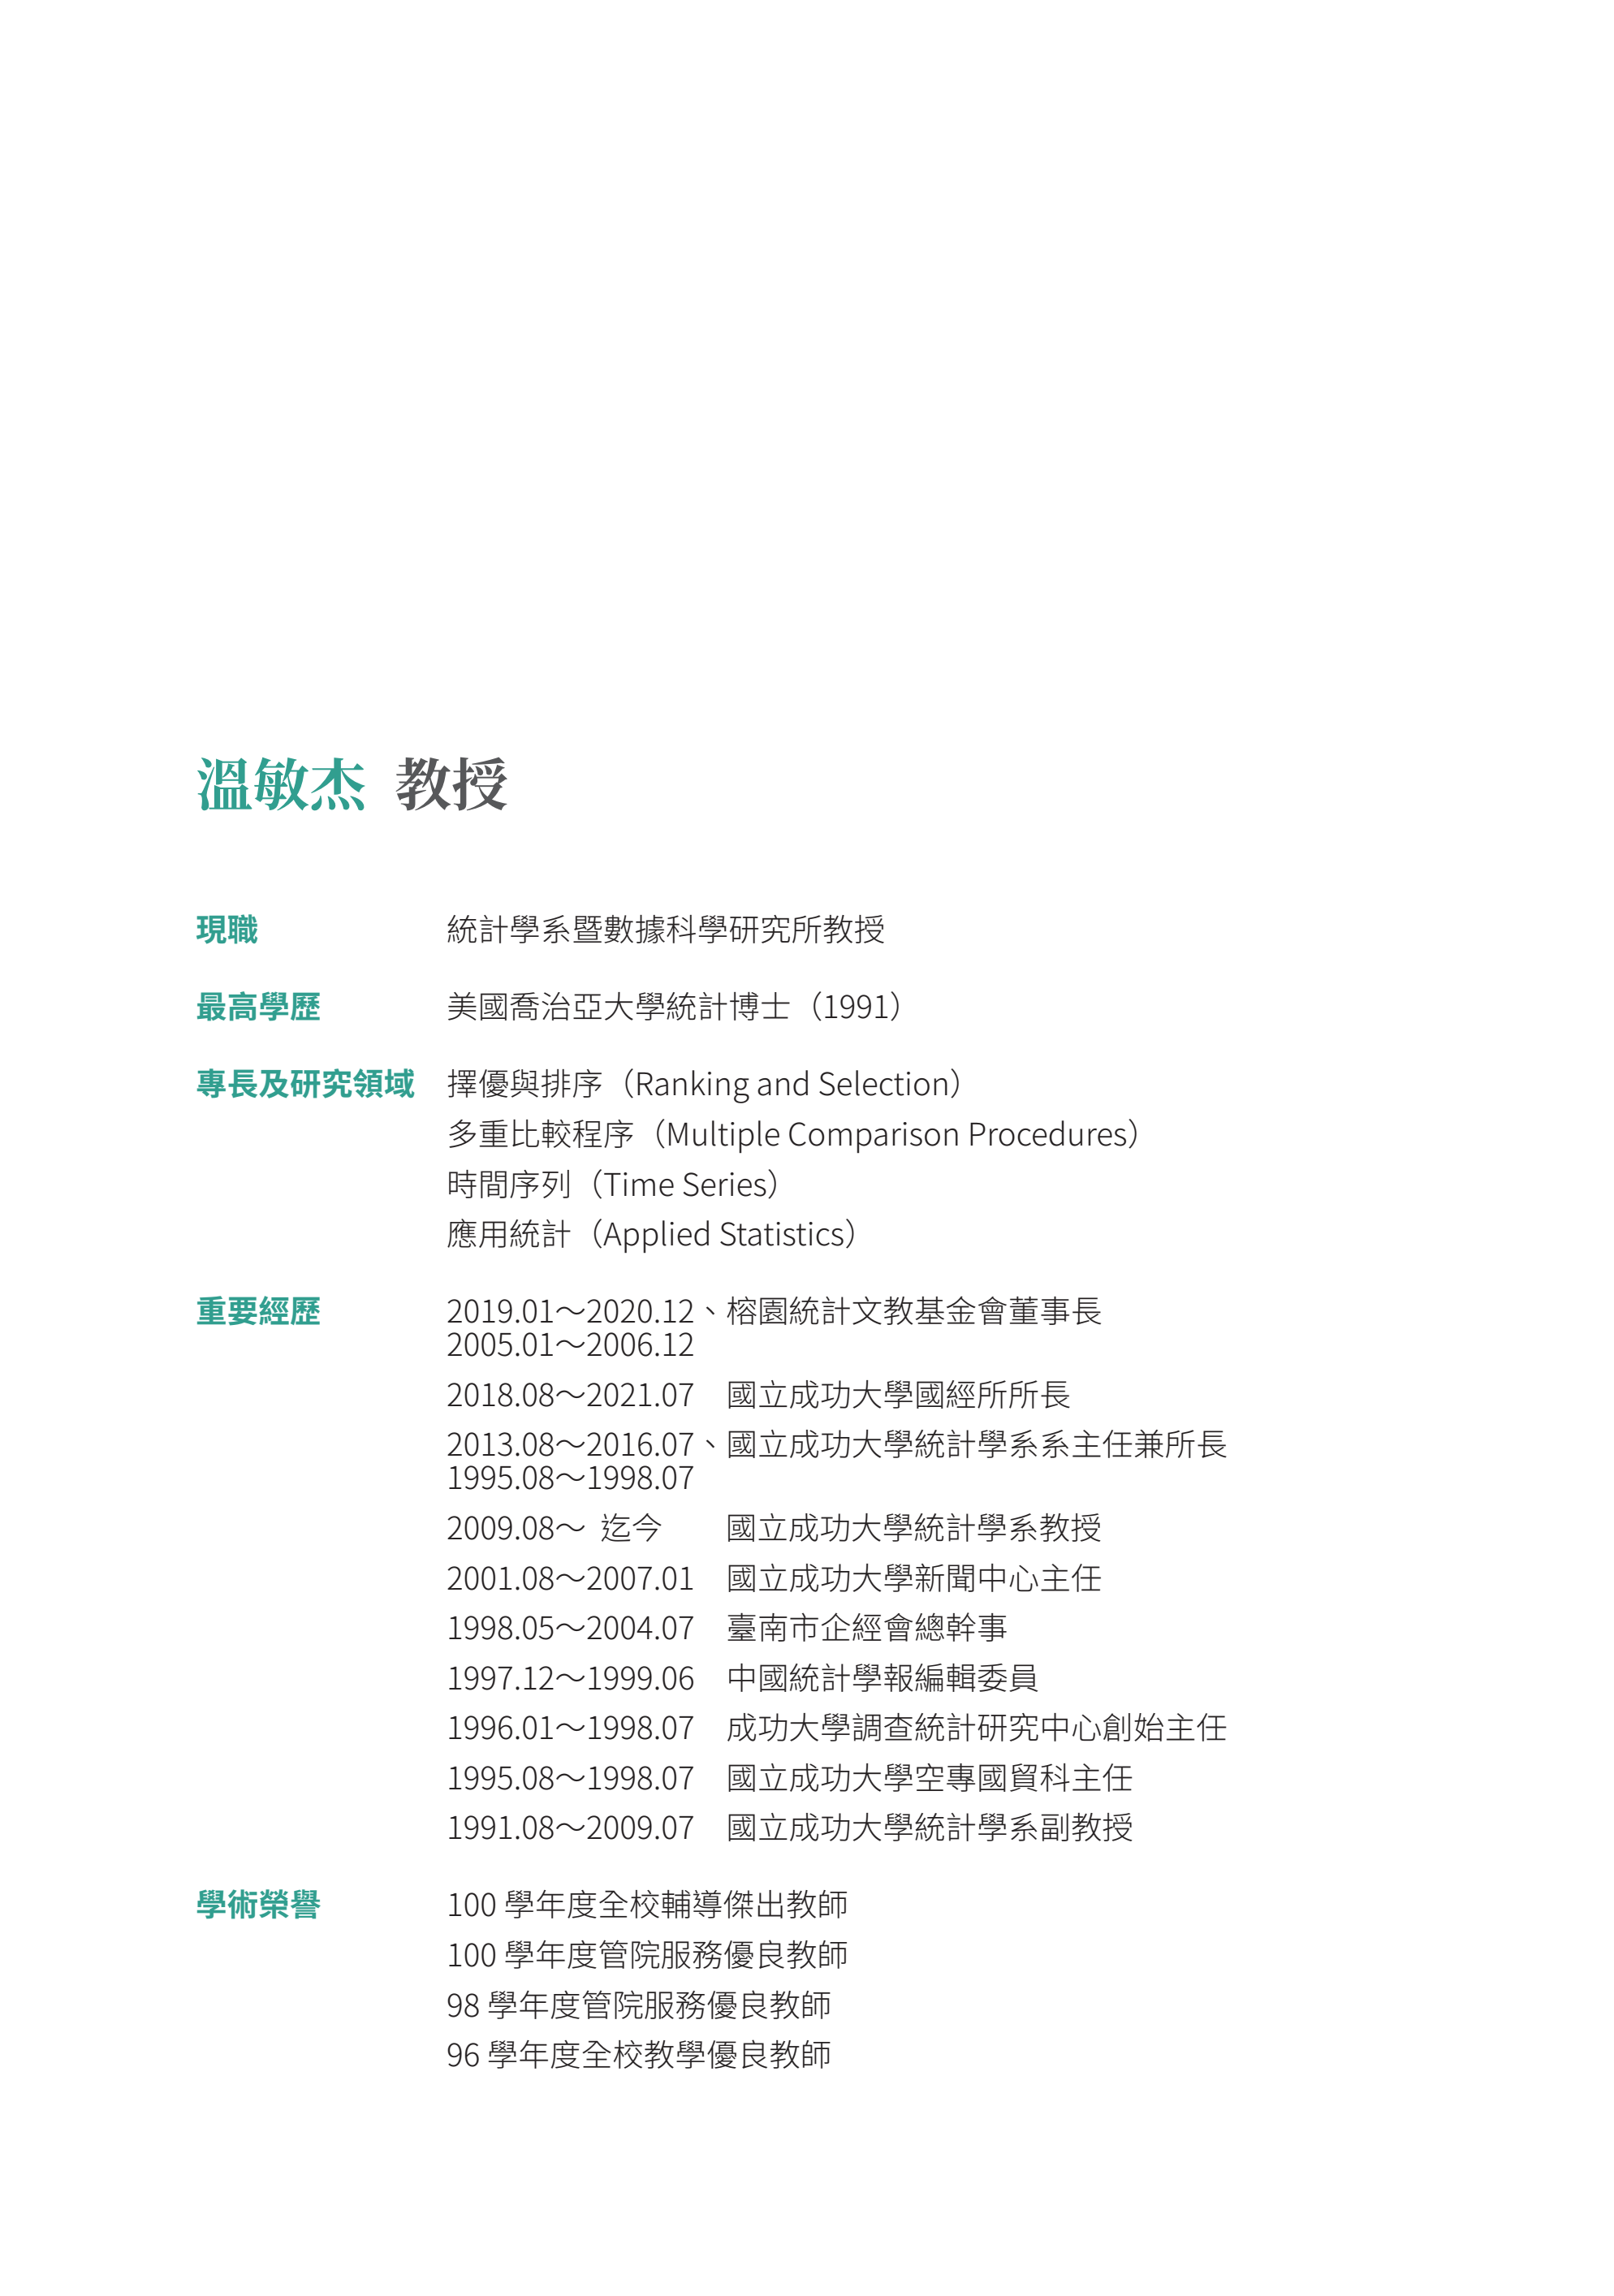 溫敏杰 教授
現職 統計學系暨數據科學研究所教授
最高學歷 美國喬治亞大學統計博士（1991）
專長及研究領域 擇優與排序（Ranking and Selection）
多重比較程序（Multiple Comparison Procedures）
時間序列（Time Series）
應用統計（Applied Statistics）
重要經歷 2019.01～2020.12、榕園統計文教基金會董事長
2005.01～2006.12
2018.08～2021.07 國立成功大學國經所所長
2013.08～2016.07、國立成功大學統計學系系主任兼所長
1995.08～1998.07
2009.08～ 迄今 國立成功大學統計學系教授
2001.08～2007.01 國立成功大學新聞中心主任
1998.05～2004.07 臺南市企經會總幹事
1997.12～1999.06 中國統計學報編輯委員
1996.01～1998.07 成功大學調查統計研究中心創始主任
1995.08～1998.07 國立成功大學空專國貿科主任
1991.08～2009.07 國立成功大學統計學系副教授
學術榮譽 100 學年度全校輔導傑出教師
100 學年度管院服務優良教師
98 學年度管院服務優良教師
96 學年度全校教學優良教師